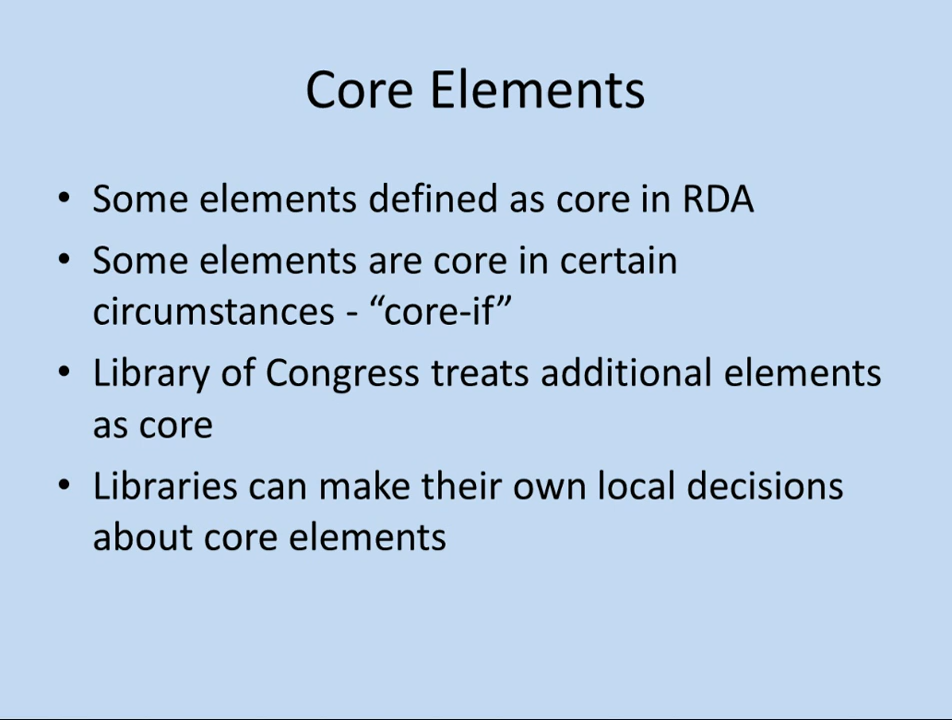 Core Elements
• Some elements defined as core in RDA
• Some elements are core in certain
circumstances - “core-if”
• Library of Congress treats additional elements
as core
• Libraries can make their own local decisions
about core elements